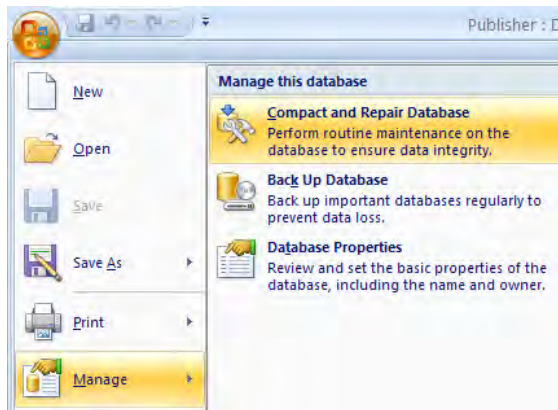 Publisher : D
New
Open
Save
Save As
Print
Manage
Manage this database
Compact and Repair Database
Perform routine maintenance on the
database to ensure data integrity.
Back Up Database
Back up important databases regularly to
prevent data loss.
Database Properties
Review and set the basic properties of the
database, including the name and owner.